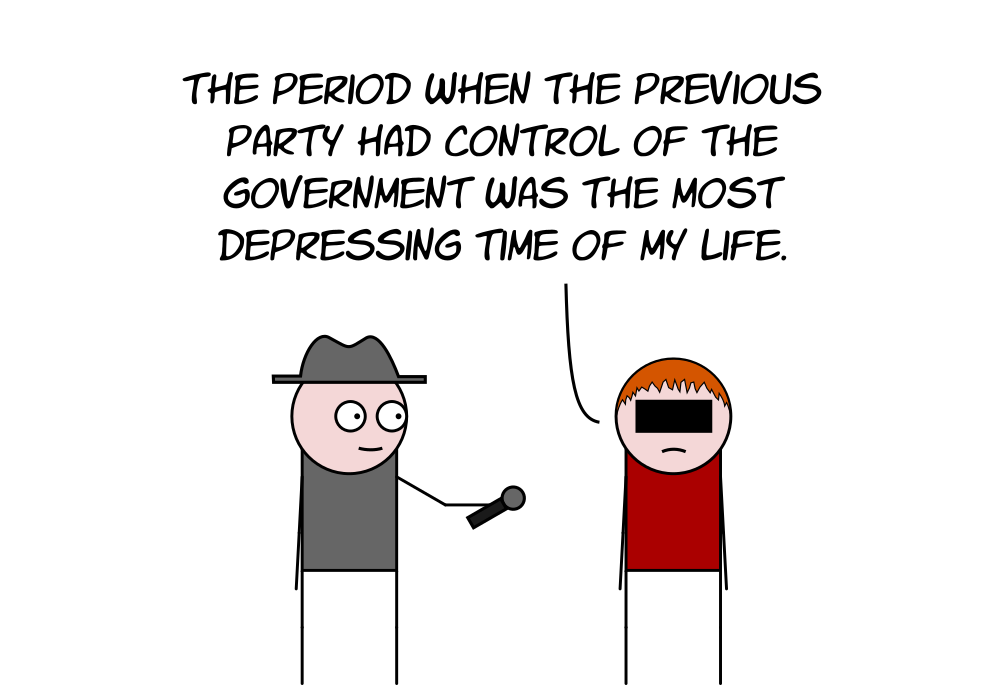 THE PERIOD WHEN THE PREVIOUS
PARTY HAD CONTROL OF THE
GOVERNMENT WAS THE MOST
DEPRESSING TIME OF MY LIFE.